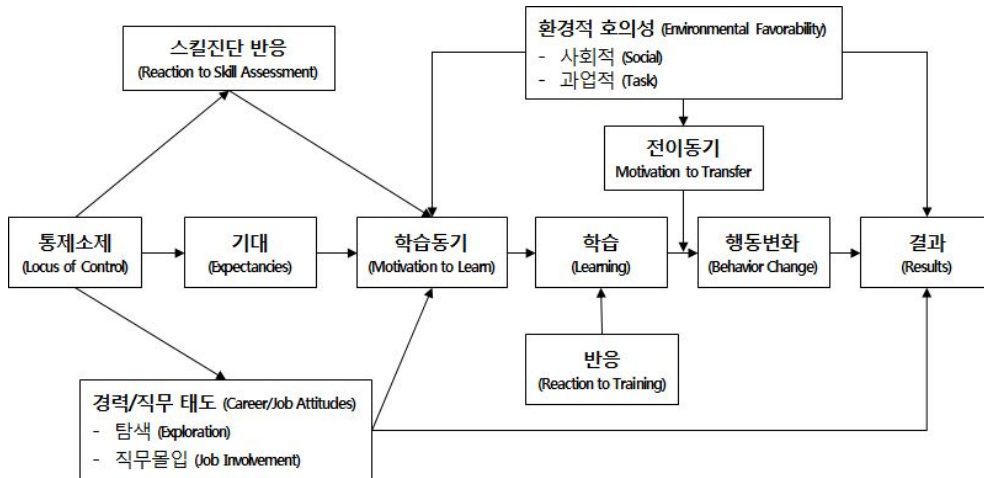 환경적 호의성 (Environmental Favorability)
- 사회적 (Social)
- 과업적 (Task)
스킬진단 반응
(Reaction to Skill Assessment)
전이동기
Motivation to Transfer
통제소제
(Locus of Control)
기대
(Expectancies)
학습동기
(Motivation to Learn)
학습
(Learning)
행동변화
(Behavior Change)
결과
(Results)
반응
(Reaction to Training)
경력/직무 태도 (Career/Job Attitudes)
- 탐색 (Exploration)
- 직무몰입 (Job Involvement)